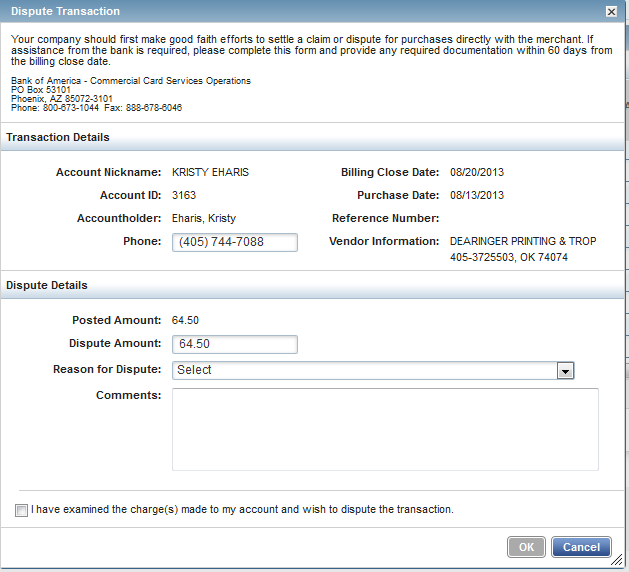 Dispute Transaction
Your company should first make good faith efforts to settle a claim or dispute for purchases directly with the merchant. If
assistance from the bank is required, please complete this form and provide any required documentation within 60 days from
the billing close date.
Bank of America - Commercial Card Services Operations
PO Box 53101
Phoenix, AZ 85072-3101
Phone: 800-673-1044 Fax: 888-678-6046
Transaction Details
Account Nickname: KRISTY EHARIS Billing Close Date: 08/20/2013
Account ID: 3163 Purchase Date: 08/13/2013
Accountholder: Eharis, Kristy Reference Number:
Phone: (405) 744-7088 Vendor Information: DEARINGER PRINTING & TROP
405-3725503, OK 74074
Dispute Details
Posted Amount: 64.50
Dispute Amount: 64.50
Reason for Dispute: Select
Comments:
I have examined the charge(s) made to my account and wish to dispute the transaction.
OK Cancel